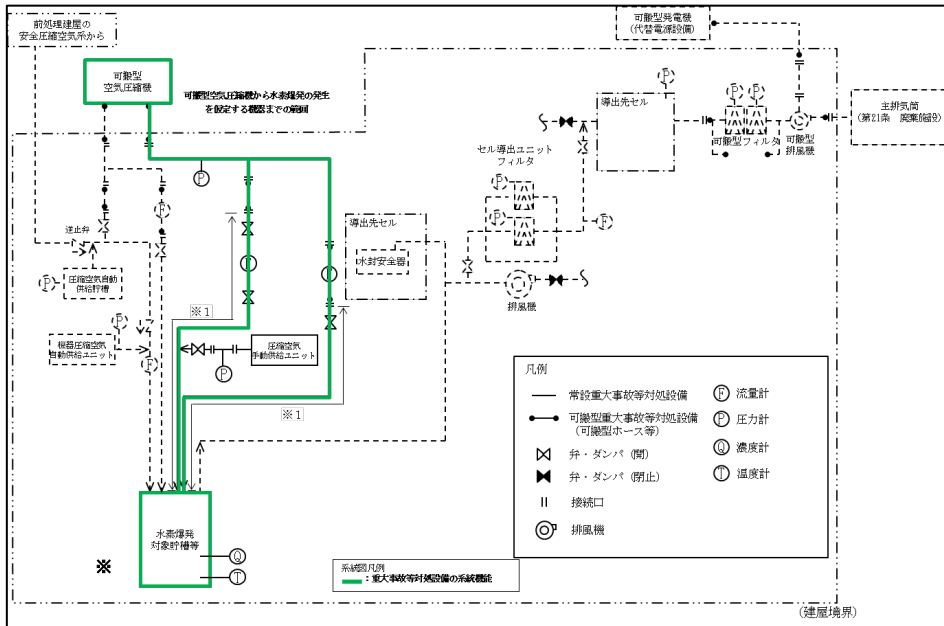 前処理建屋の
安全圧縮空気系から
可搬型発電機
(代替電源設備)
可搬型
空気圧縮機
可搬型空気圧縮機から水素爆発の発生
を仮定する機器までの範囲
P
導出先セル
P
P
主排気筒
(第21条 廃棄施設)
可搬型フィルタ
可搬型
排風機
セル導出ユニット
フィルタ
P
P
F
P
F
逆止弁
導出先セル
水封安全器
P
圧縮空気自動
供給貯槽
F
排風機
※1
P
機器圧縮空気
自動供給ユニット
F
圧縮空気
手動供給ユニット
P
※1
凡例
常設重大事故等対処設備
可搬型重大事故等対処設備
(可搬型ホース等)
弁・ダンパ(開)
弁・ダンパ(閉止)
接続口
排風機
F 流量計
P 圧力計
Q 濃度計
T 温度計
水素爆発
対象貯槽等
※
Q
T
系統図凡例
:重大事故等対処設備の系統機能
(建屋境界)